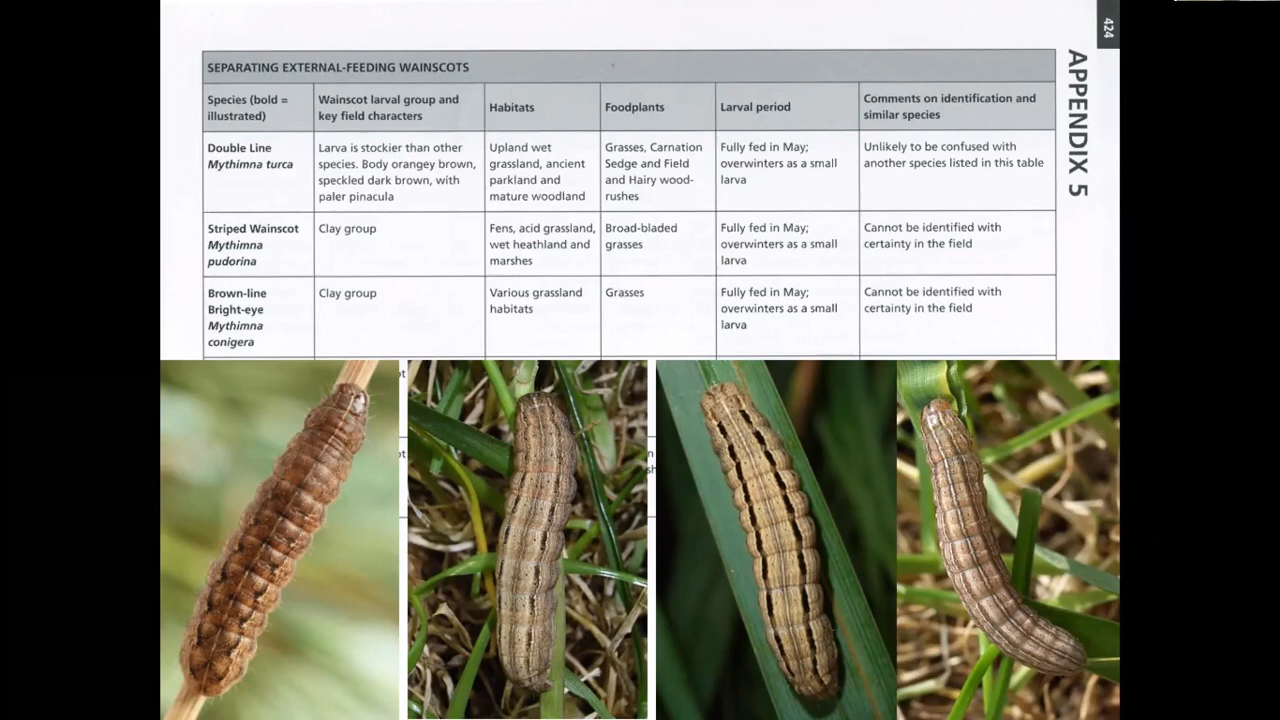 424
APPENDIX 5
SEPARATING EXTERNAL-FEEDING WAINSCOTS
Species (bold = illustrated)
Wainscot larval group and key field characters
Habitats
Foodplants
Larval period
Comments on identification and similar species
Double Line
Mythimna turca
Larva is stockier than other
species. Body orangey brown,
speckled dark brown, with
paler pinacula
Upland wet
grassland, ancient
parkland and
mature woodland
Grasses, Carnation
Sedge and Field
and Hairy wood-
rushes
Fully fed in May;
overwinters as a small
larva
Unlikely to be confused with
another species listed in this table
Striped Wainscot
Mythimna
pudorina
Clay group
Fens, acid grassland,
wet heathland and
marshes
Broad-bladed
grasses
Fully fed in May;
overwinters as a small
larva
Cannot be identified with
certainty in the field
Brown-line
Bright-eye
Mythimna
conigera
Clay group
Various grassland
habitats
Grasses
Fully fed in May;
overwinters as a small
larva
Cannot be identified with
certainty in the field